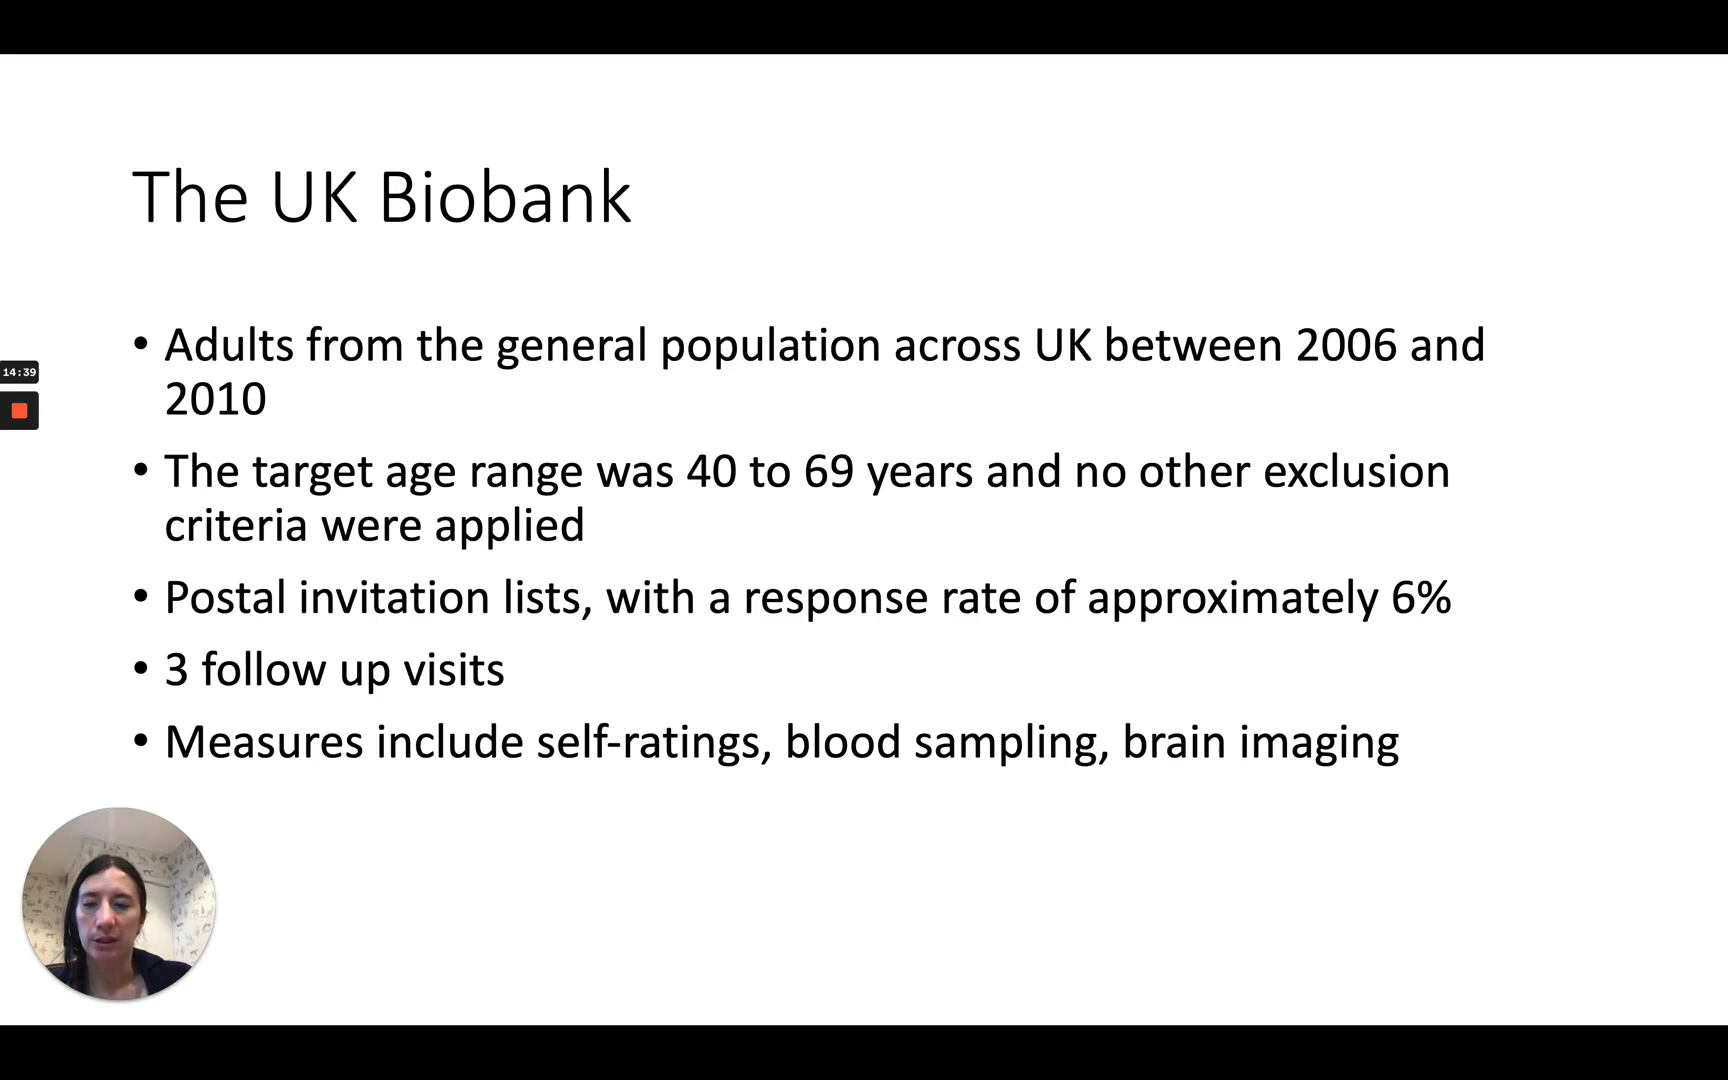 The UK Biobank
• Adults from the general population across UK between 2006 and
2010
• The target age range was 40 to 69 years and no other exclusion
criteria were applied
• Postal invitation lists, with a response rate of approximately 6%
• 3 follow up visits
• Measures include self-ratings, blood sampling, brain imaging
14:39